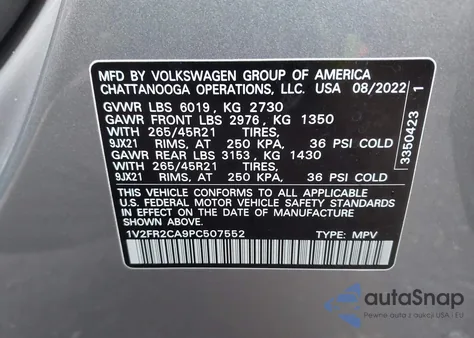 MFD BY VOLKSWAGEN GROUP OF AMERICA
CHATTANOOGA OPERATIONS, LLC. USA 08/2022
GVWR LBS 6019, KG 2730
GAWR FRONT LBS 2976, KG 1350
WITH 265/45R21 TIRES,
9JX21 RIMS, AT 250 KPA, 36 PSI COLD
GAWR REAR LBS 3153, KG 1430
WITH 265/45R21 TIRES,
9JX21 RIMS, AT 250 KPA, 36 PSI COLD
THIS VEHICLE CONFORMS TO ALL APPLICABLE
U.S. FEDERAL MOTOR VEHICLE SAFETY STANDARDS
IN EFFECT ON THE DATE OF MANUFACTURE
SHOWN ABOVE.
1V2FR2CA9PC507552 TYPE: MPV
3350423 1
autoSnap
Pewne auto z USA i EU